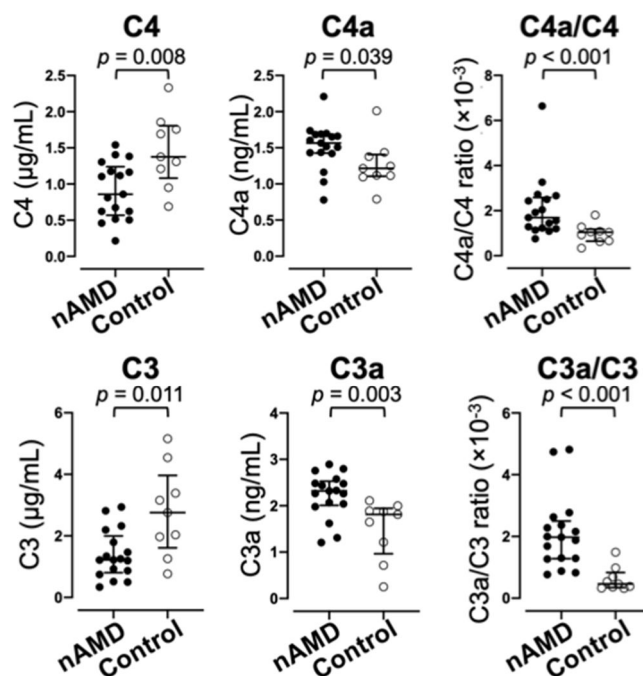 C4
p = 0.008
C4 (µg/mL)
2.5
2.0
1.5
1.0
0.5
0.0
nAMD
Control
C4a
p = 0.039
C4a (ng/mL)
2.5
2.0
1.5
1.0
0.5
0.0
nAMD
Control
C4a/C4
p < 0.001
C4a/C4 ratio (×10⁻³)
8
6
4
2
0
nAMD
Control
C3
p = 0.011
C3 (µg/mL)
6
4
2
0
nAMD
Control
C3a
p = 0.003
C3a (ng/mL)
4
3
2
1
0
nAMD
Control
C3a/C3
p < 0.001
C3a/C3 ratio (×10⁻³)
6
4
2
0
nAMD
Control